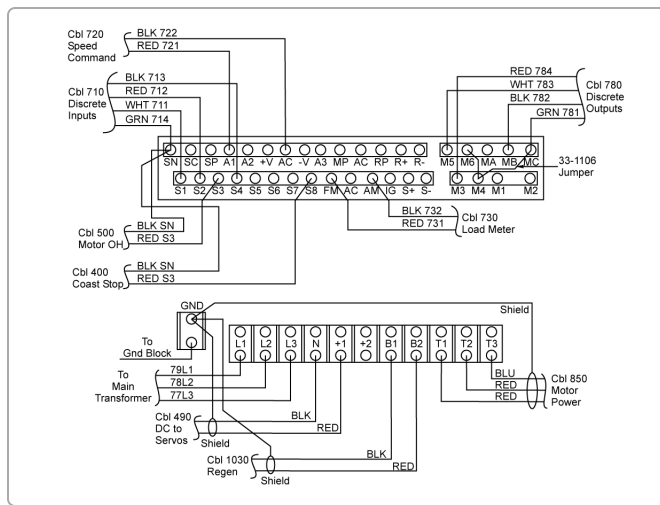 Cbl 720
Speed
Command
BLK 722
RED 721
Cbl 710
Discrete
Inputs
BLK 713
RED 712
WHT 711
GRN 714
RED 784
WHT 783
BLK 782
GRN 781
Cbl 780
Discrete
Outputs
SN SC SP A1 A2 +V AC -V A3 MP AC RP R+ R- M5 M6 MA MB MC
33-1106
Jumper
S1 S2 S3 S4 S5 S6 S7 S8 FM AC AM IG S+ S- M3 M4 M1 M2
BLK 732
RED 731
Cbl 730
Load Meter
Cbl 500
Motor OH
BLK SN
RED S3
Cbl 400
Coast Stop
BLK SN
RED S3
GND
Shield
To
Gnd Block
L1 L2 L3 N +1 +2 B1 B2 T1 T2 T3
To
Main
Transformer
79L1
78L2
77L3
BLU
RED
RED
Cbl 850
Motor
Power
Cbl 490
DC to
Servos
BLK
RED
Shield
Cbl 1030
Regen
BLK
RED
Shield